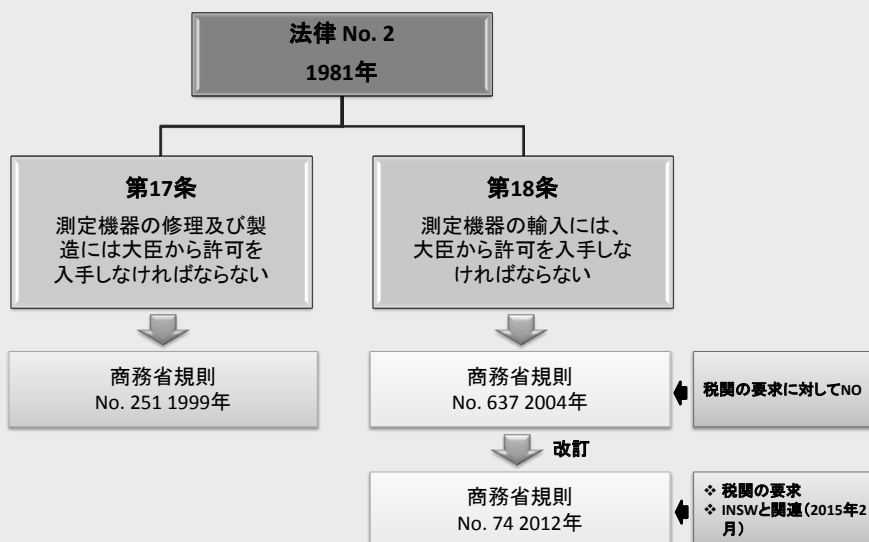 法律 No. 2
1981年
第17条
測定機器の修理及び製
造には大臣から許可を
入手しなければならない
第18条
測定機器の輸入には、
大臣から許可を入手しな
ければならない
商務省規則
No. 251 1999年
商務省規則
No. 637 2004年
税関の要求に対してNO
改訂
商務省規則
No. 74 2012年
❖ 税関の要求
❖ INSWと関連(2015年2
月)